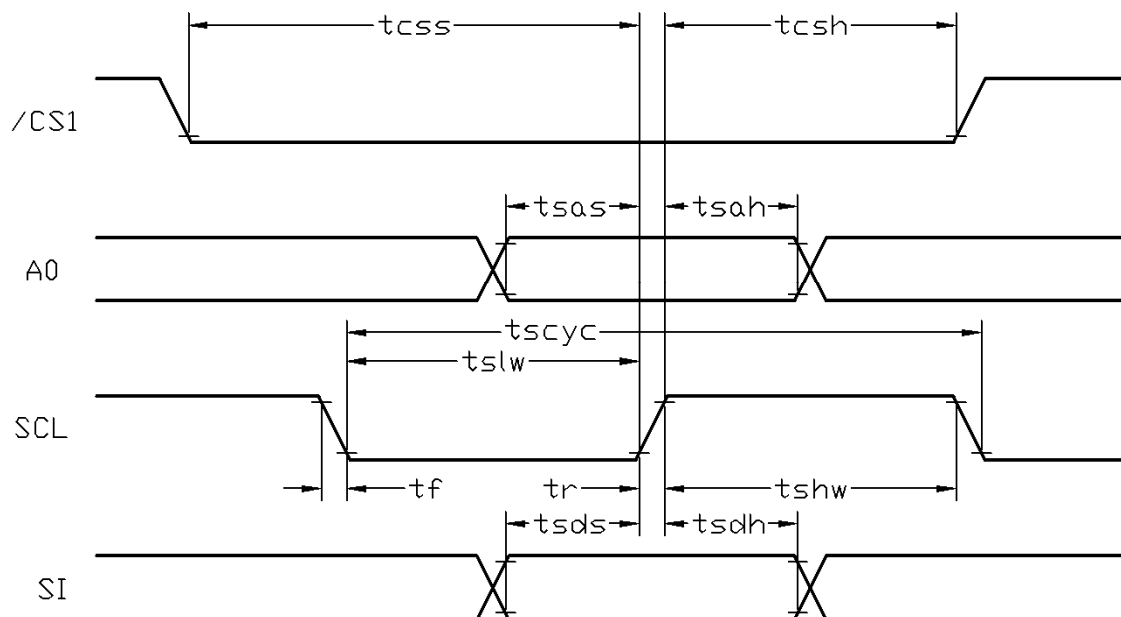 tcss tcsh
/CS1
tsas tsah
A0
tscyc
tslw
SCL
tf tr tshw
tsds tsdh
SI